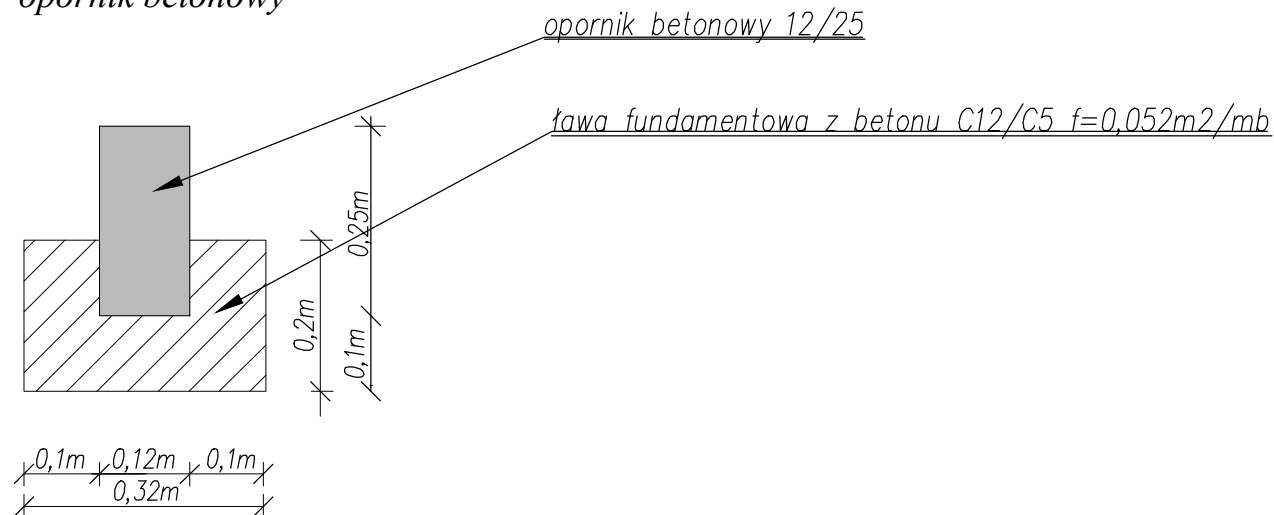 opornik betonowy
opornik betonowy 12/25
ława fundamentowa z betonu C12/C5 f=0,052m2/mb
0,25m
0,2m
0,1m
0,1m 0,12m 0,1m
0,32m